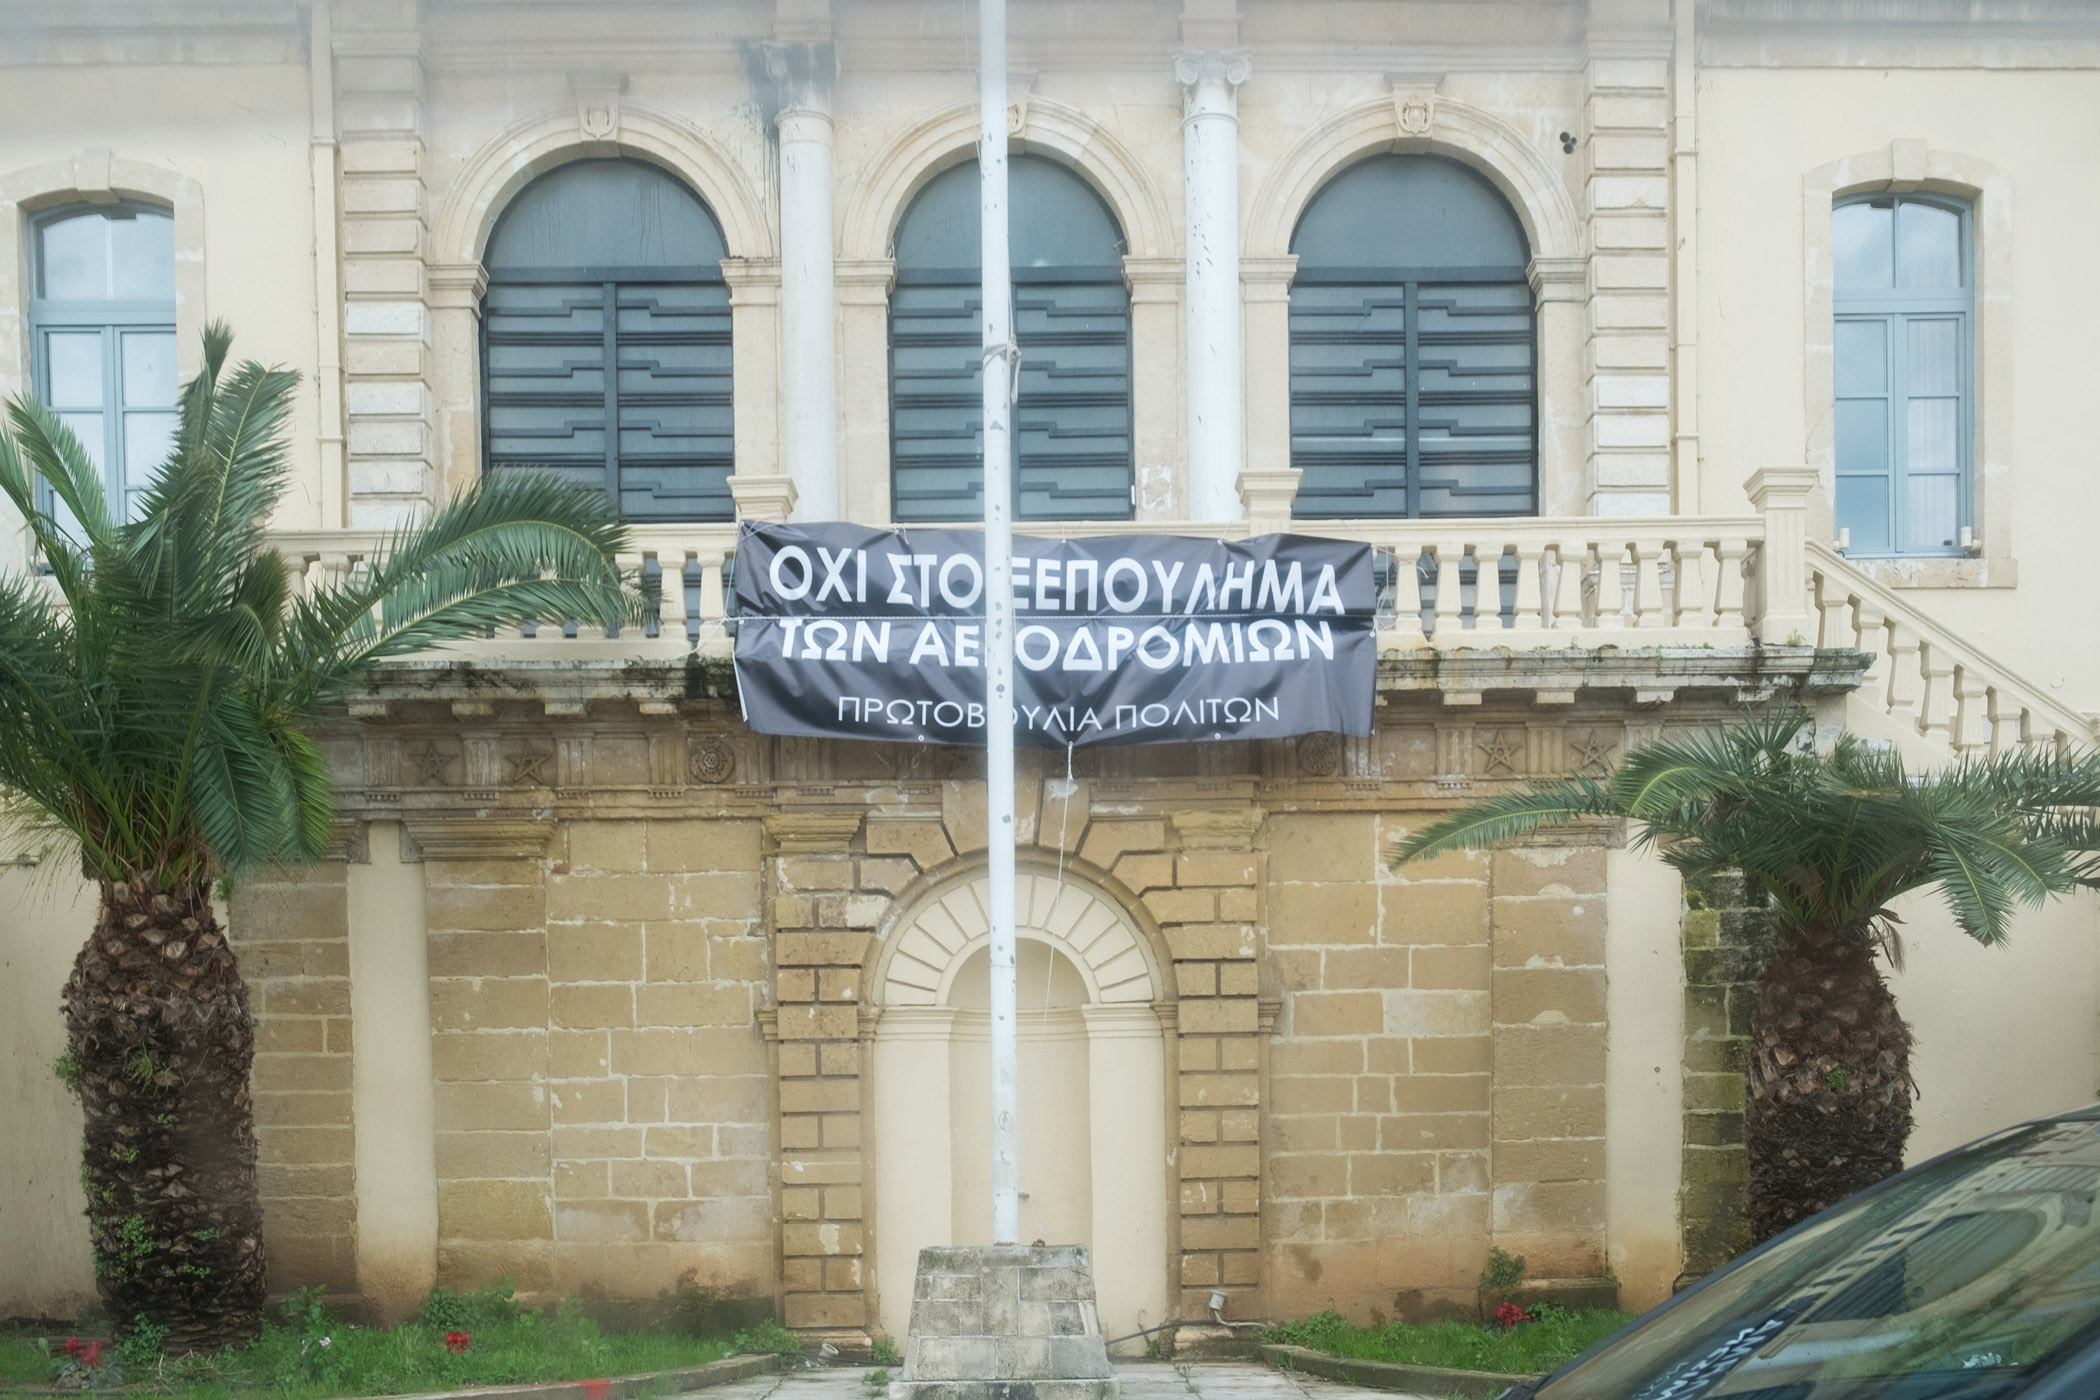 ΟΧΙ ΣΤΟ ΞΕΠΟΥΛΗΜΑ
ΤΩΝ ΑΕΡΟΔΡΟΜΙΩΝ
ΠΡΩΤΟΒΟΥΛΙΑ ΠΟΛΙΤΩΝ